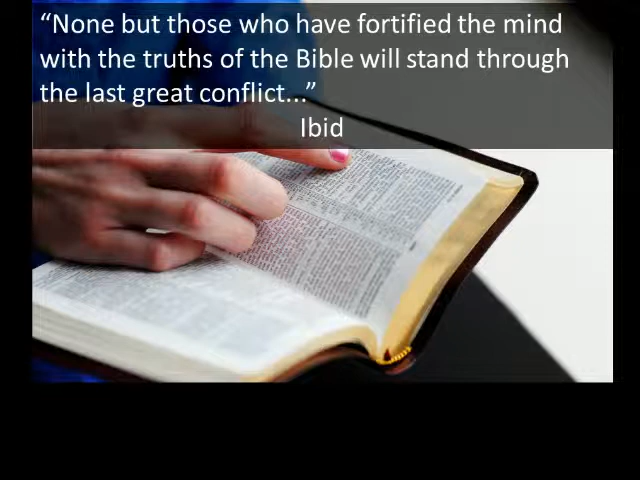 “None but those who have fortified the mind
with the truths of the Bible will stand through
the last great conflict...”
Ibid